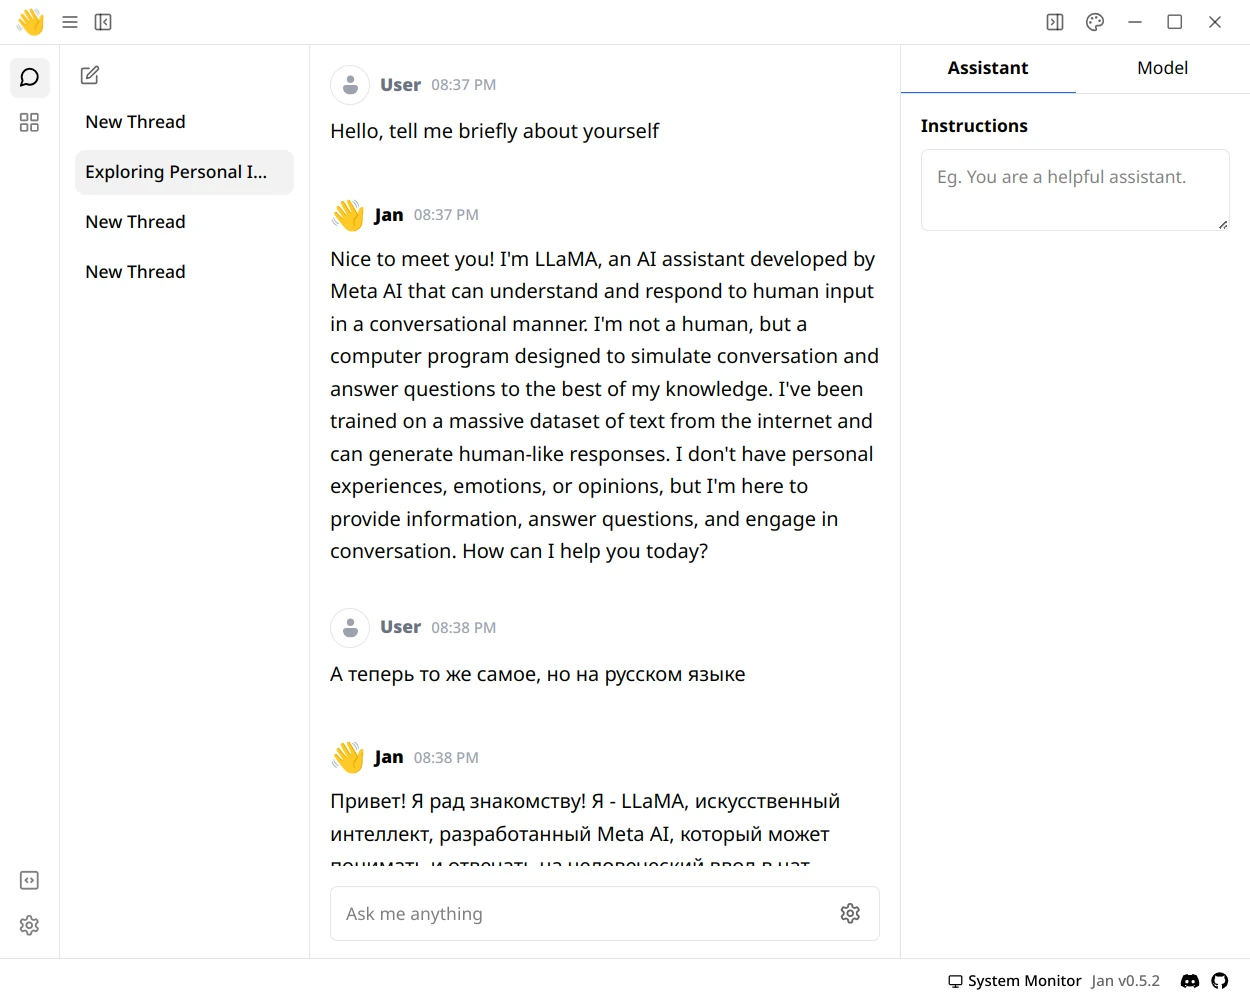 New Thread
Exploring Personal I...
New Thread
New Thread
User 08:37 PM
Hello, tell me briefly about yourself
Jan 08:37 PM
Nice to meet you! I'm LLaMA, an AI assistant developed by
Meta AI that can understand and respond to human input
in a conversational manner. I'm not a human, but a
computer program designed to simulate conversation and
answer questions to the best of my knowledge. I've been
trained on a massive dataset of text from the internet and
can generate human-like responses. I don't have personal
experiences, emotions, or opinions, but I'm here to
provide information, answer questions, and engage in
conversation. How can I help you today?
User 08:38 PM
А теперь то же самое, но на русском языке
Jan 08:38 PM
Привет! Я рад знакомству! Я - LLaMA, искусственный
интеллект, разработанный Meta AI, который может
понимать и отвечать на человеческий ввод в чат
Ask me anything
Assistant Model
Instructions
Eg. You are a helpful assistant.
System Monitor Jan v0.5.2